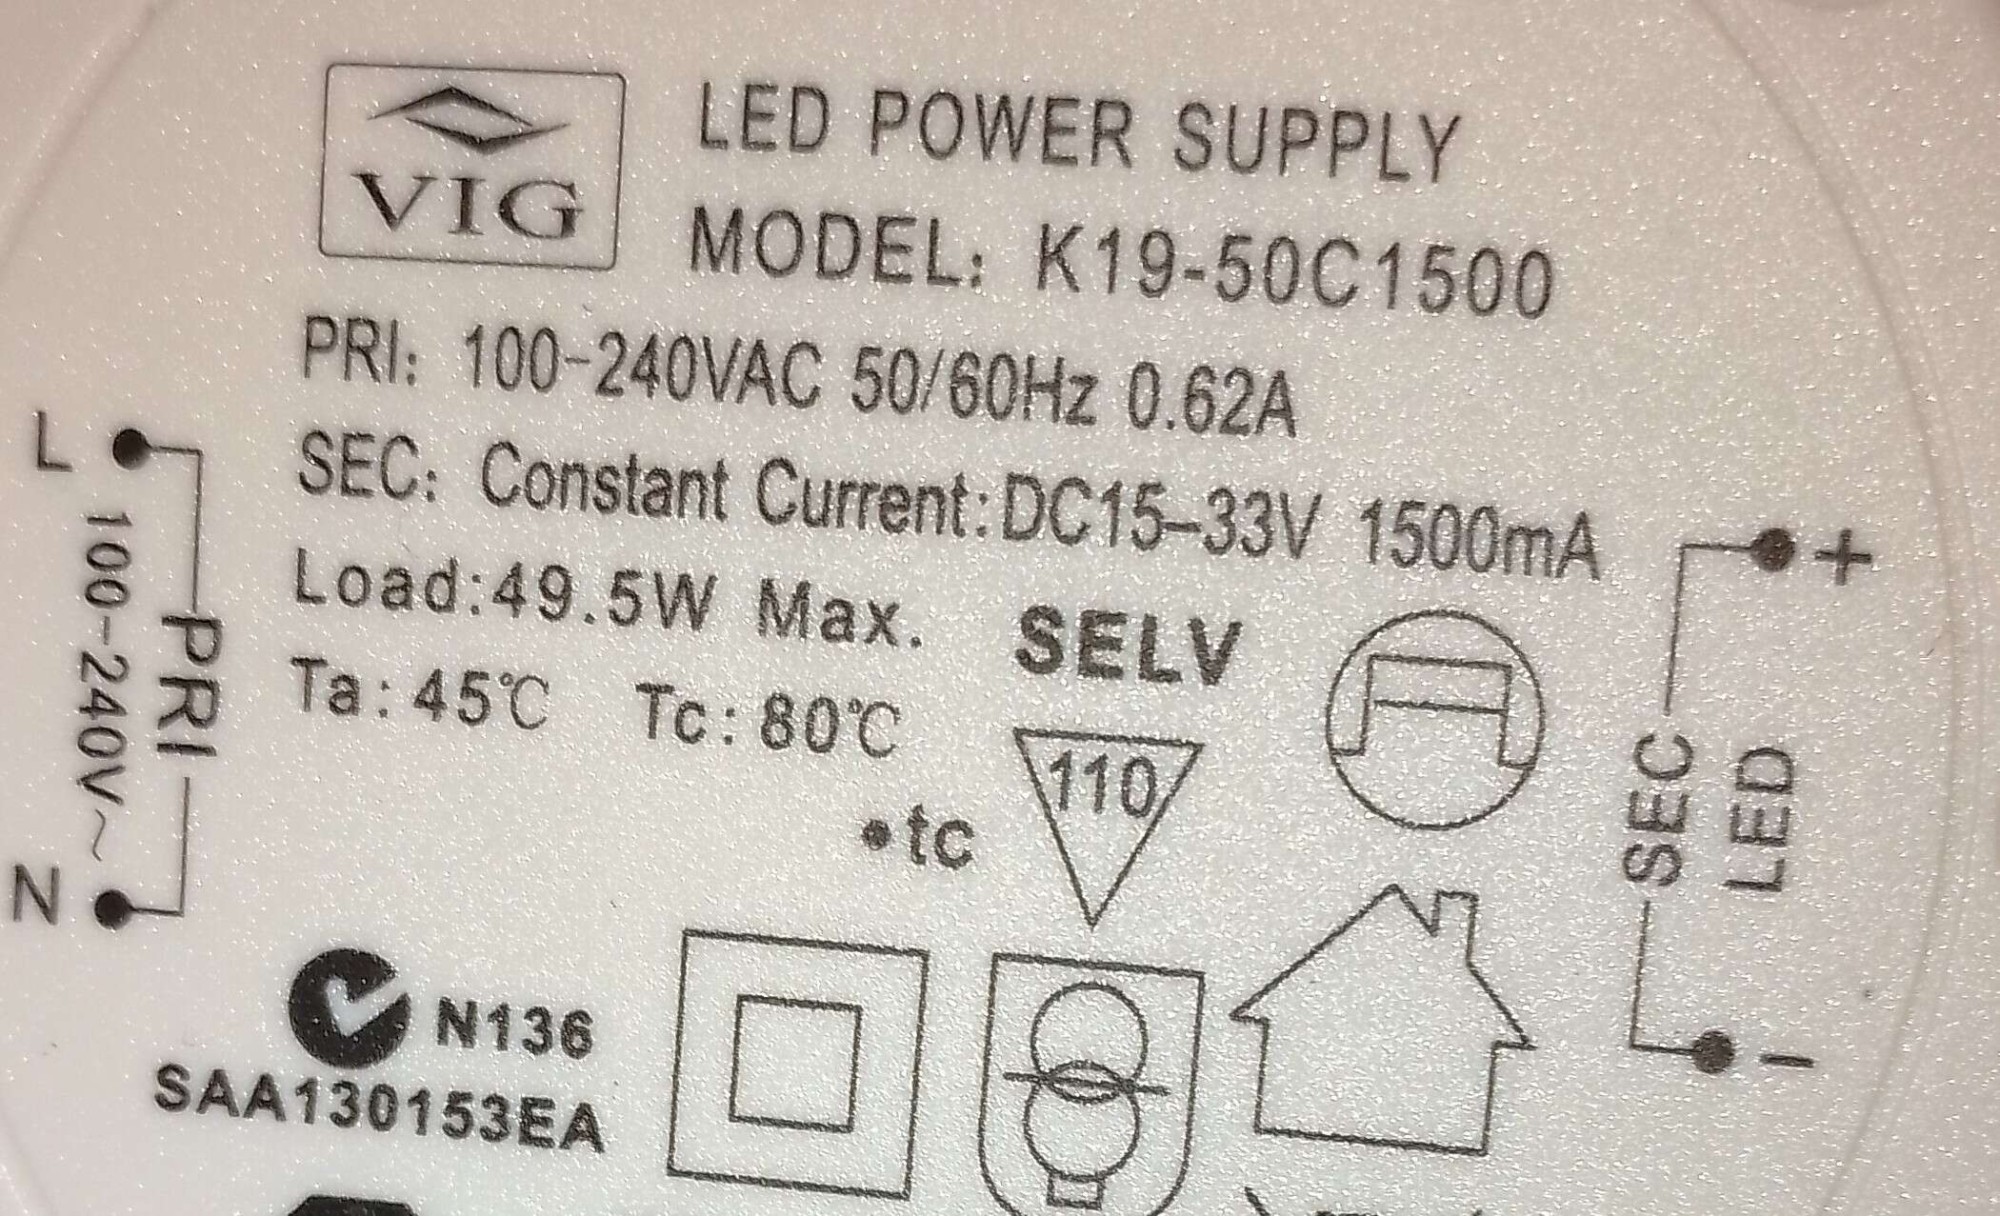 VIG
LED POWER SUPPLY
MODEL: K19-50C1500
PRI: 100-240VAC 50/60Hz 0.62A
SEC: Constant Current:DC15-33V 1500mA
Load:49.5W Max.
SELV
Ta: 45℃ Tc: 80℃
110
•tc
L
100-240V~
PRI
N
+
SEC
LED
−
N136
SAA130153EA